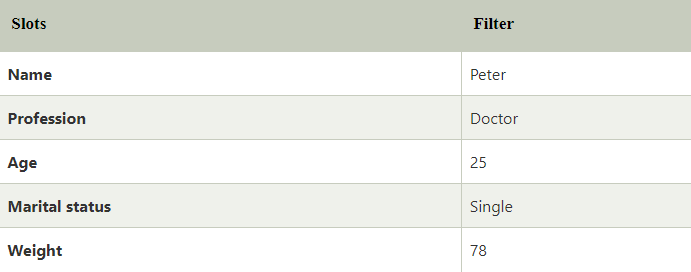 Slots Filter
Name Peter
Profession Doctor
Age 25
Marital status Single
Weight 78